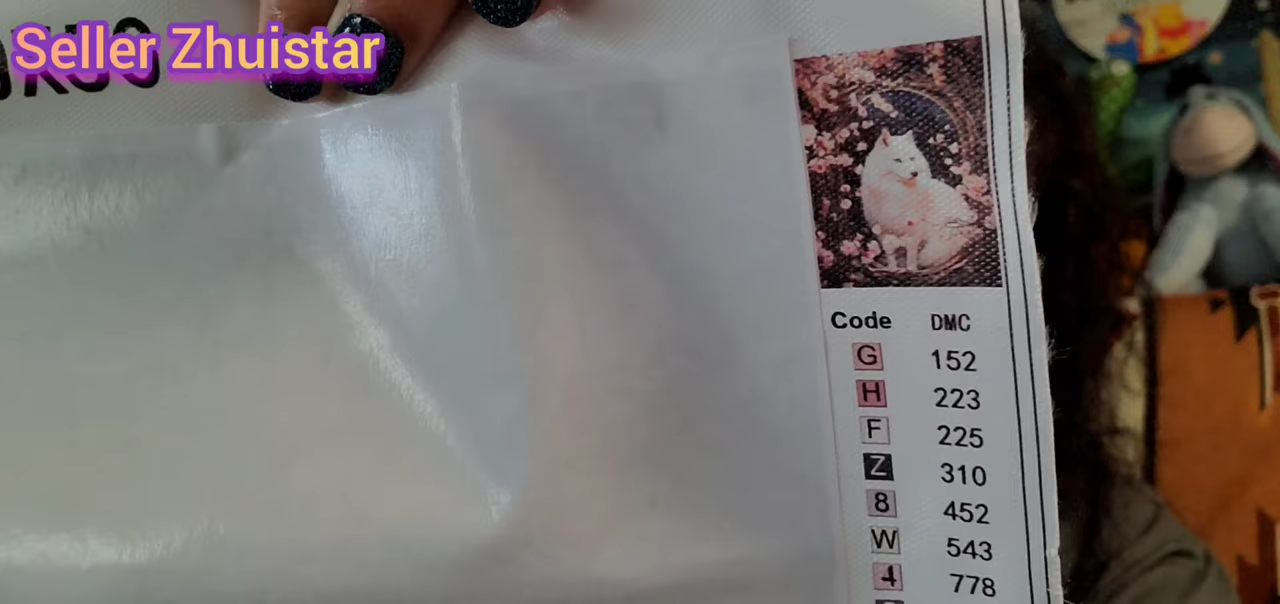 Seller Zhuistar
Code DMC
G 152
H 223
F 225
Z 310
8 452
W 543
4 778